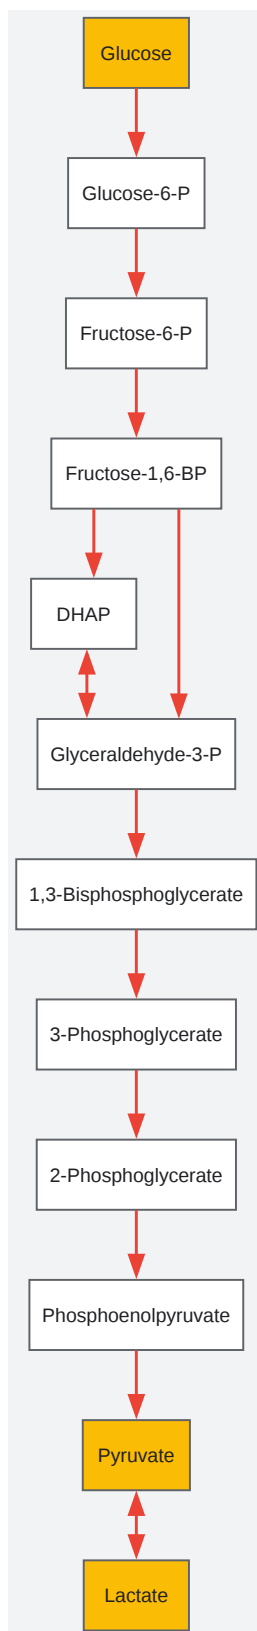 Glucose
Glucose-6-P
Fructose-6-P
Fructose-1,6-BP
DHAP
Glyceraldehyde-3-P
1,3-Bisphosphoglycerate
3-Phosphoglycerate
2-Phosphoglycerate
Phosphoenolpyruvate
Pyruvate
Lactate